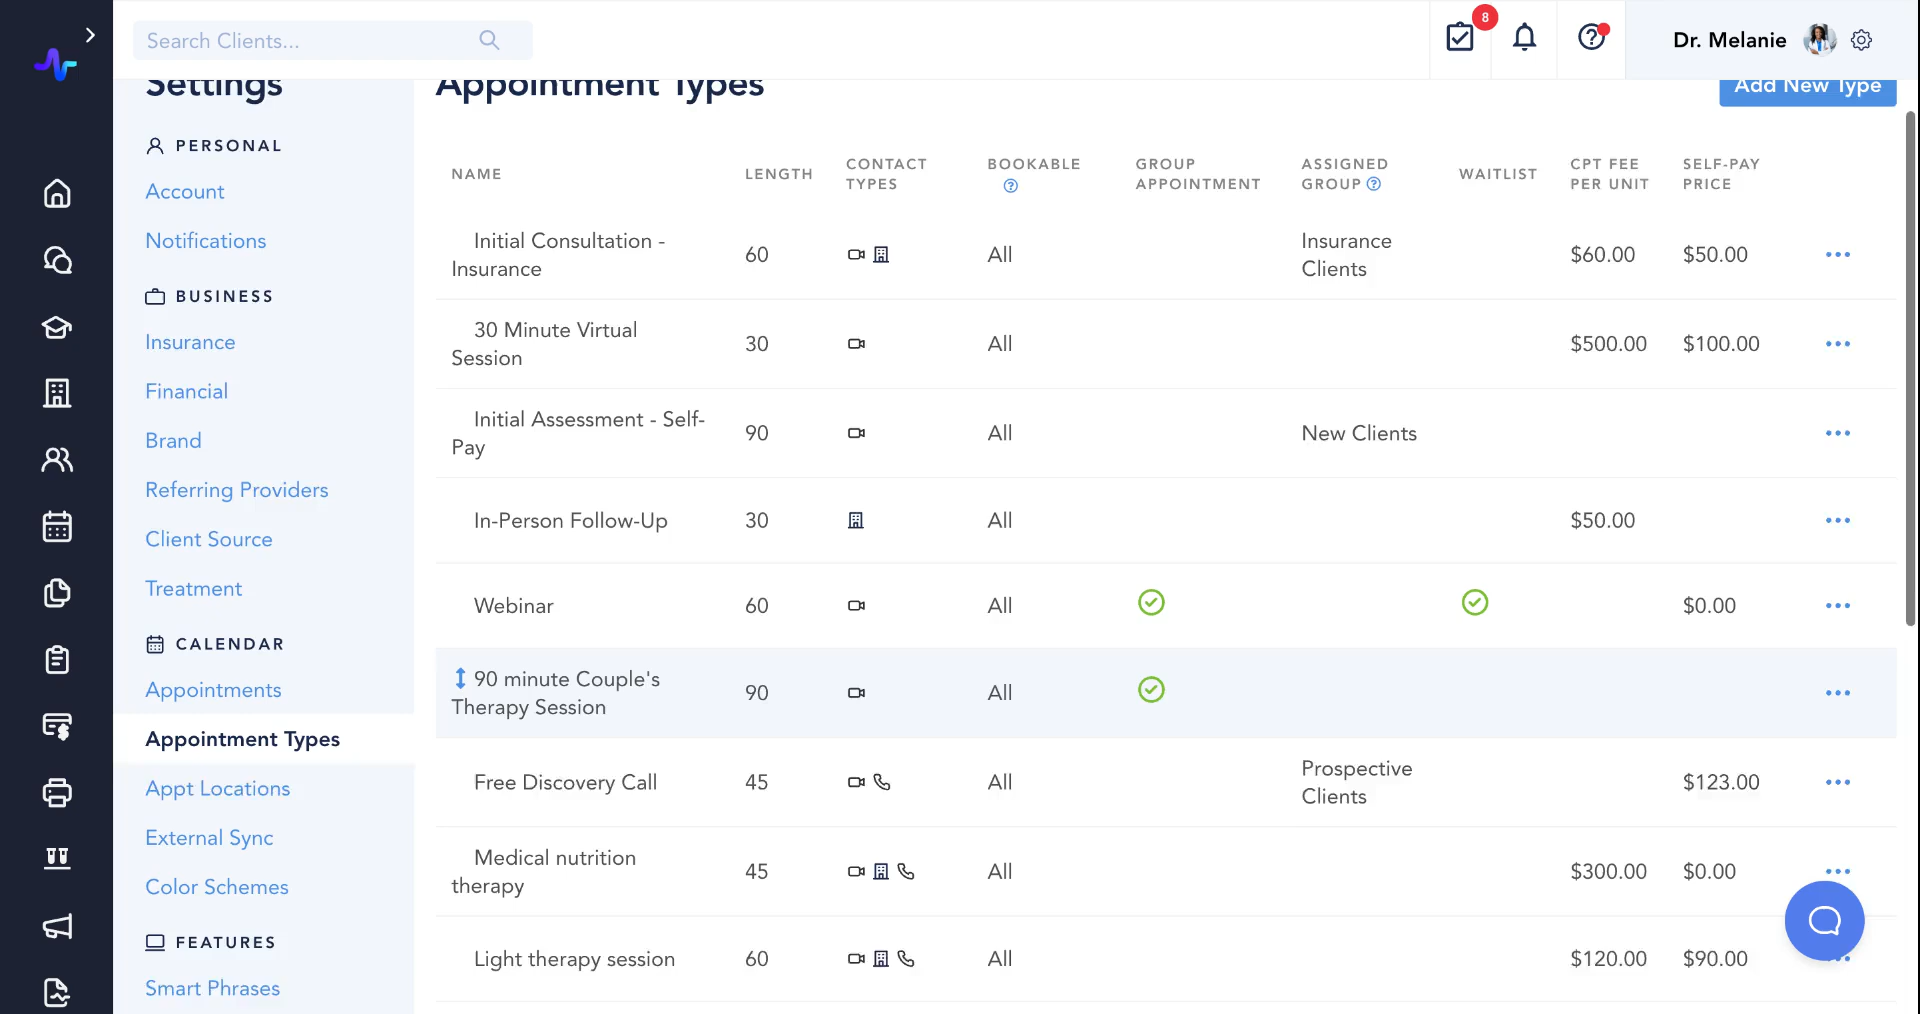 Search Clients...
8
Dr. Melanie
Settings
PERSONAL
Account
Notifications
BUSINESS
Insurance
Financial
Brand
Referring Providers
Client Source
Treatment
CALENDAR
Appointments
Appointment Types
Appt Locations
External Sync
Color Schemes
FEATURES
Smart Phrases
Appointment Types
Add New Type
NAME
LENGTH
CONTACT
TYPES
BOOKABLE
GROUP
APPOINTMENT
ASSIGNED
GROUP
WAITLIST
CPT FEE
PER UNIT
SELF-PAY
PRICE
Initial Consultation -
Insurance
60
All
Insurance
Clients
$60.00
$50.00
30 Minute Virtual
Session
30
All
$500.00
$100.00
Initial Assessment - Self-
Pay
90
All
New Clients
In-Person Follow-Up
30
All
$50.00
Webinar
60
All
$0.00
90 minute Couple's
Therapy Session
90
All
Free Discovery Call
45
All
Prospective
Clients
$123.00
Medical nutrition
therapy
45
All
$300.00
$0.00
Light therapy session
60
All
$120.00
$90.00